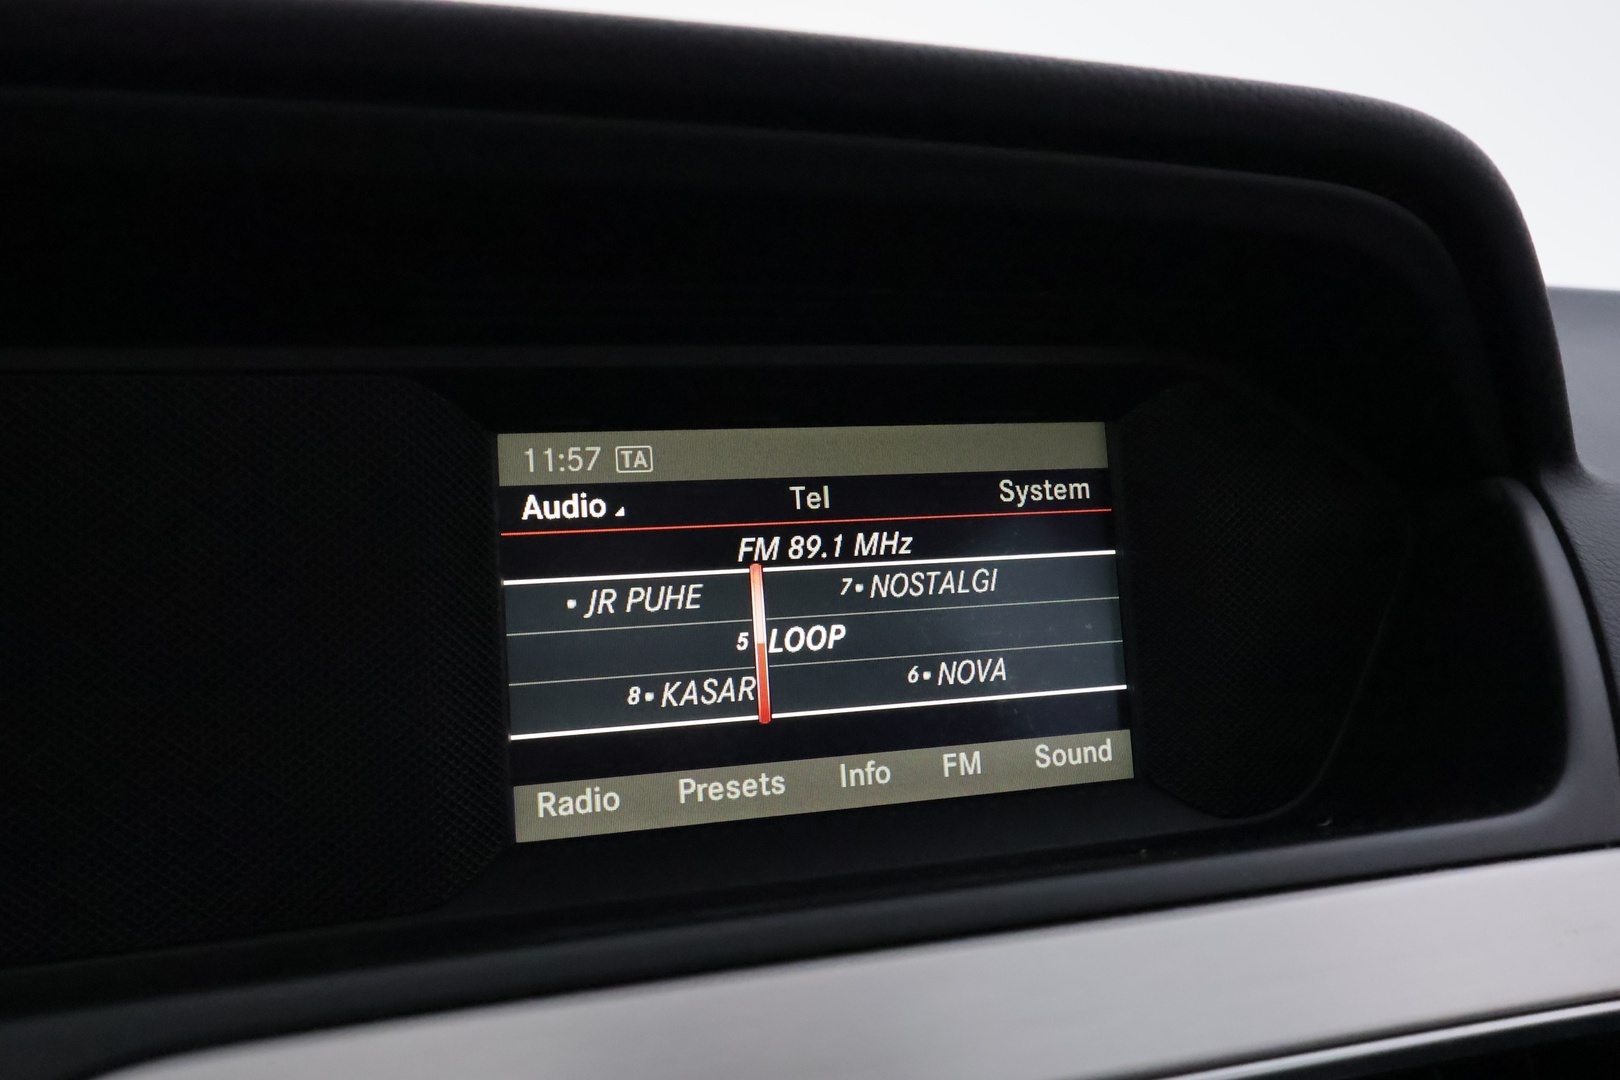 11:57 TA
Audio Tel System
FM 89.1 MHz
• JR PUHE 7• NOSTALGI
5 LOOP
8• KASAR 6• NOVA
Radio Presets Info FM Sound